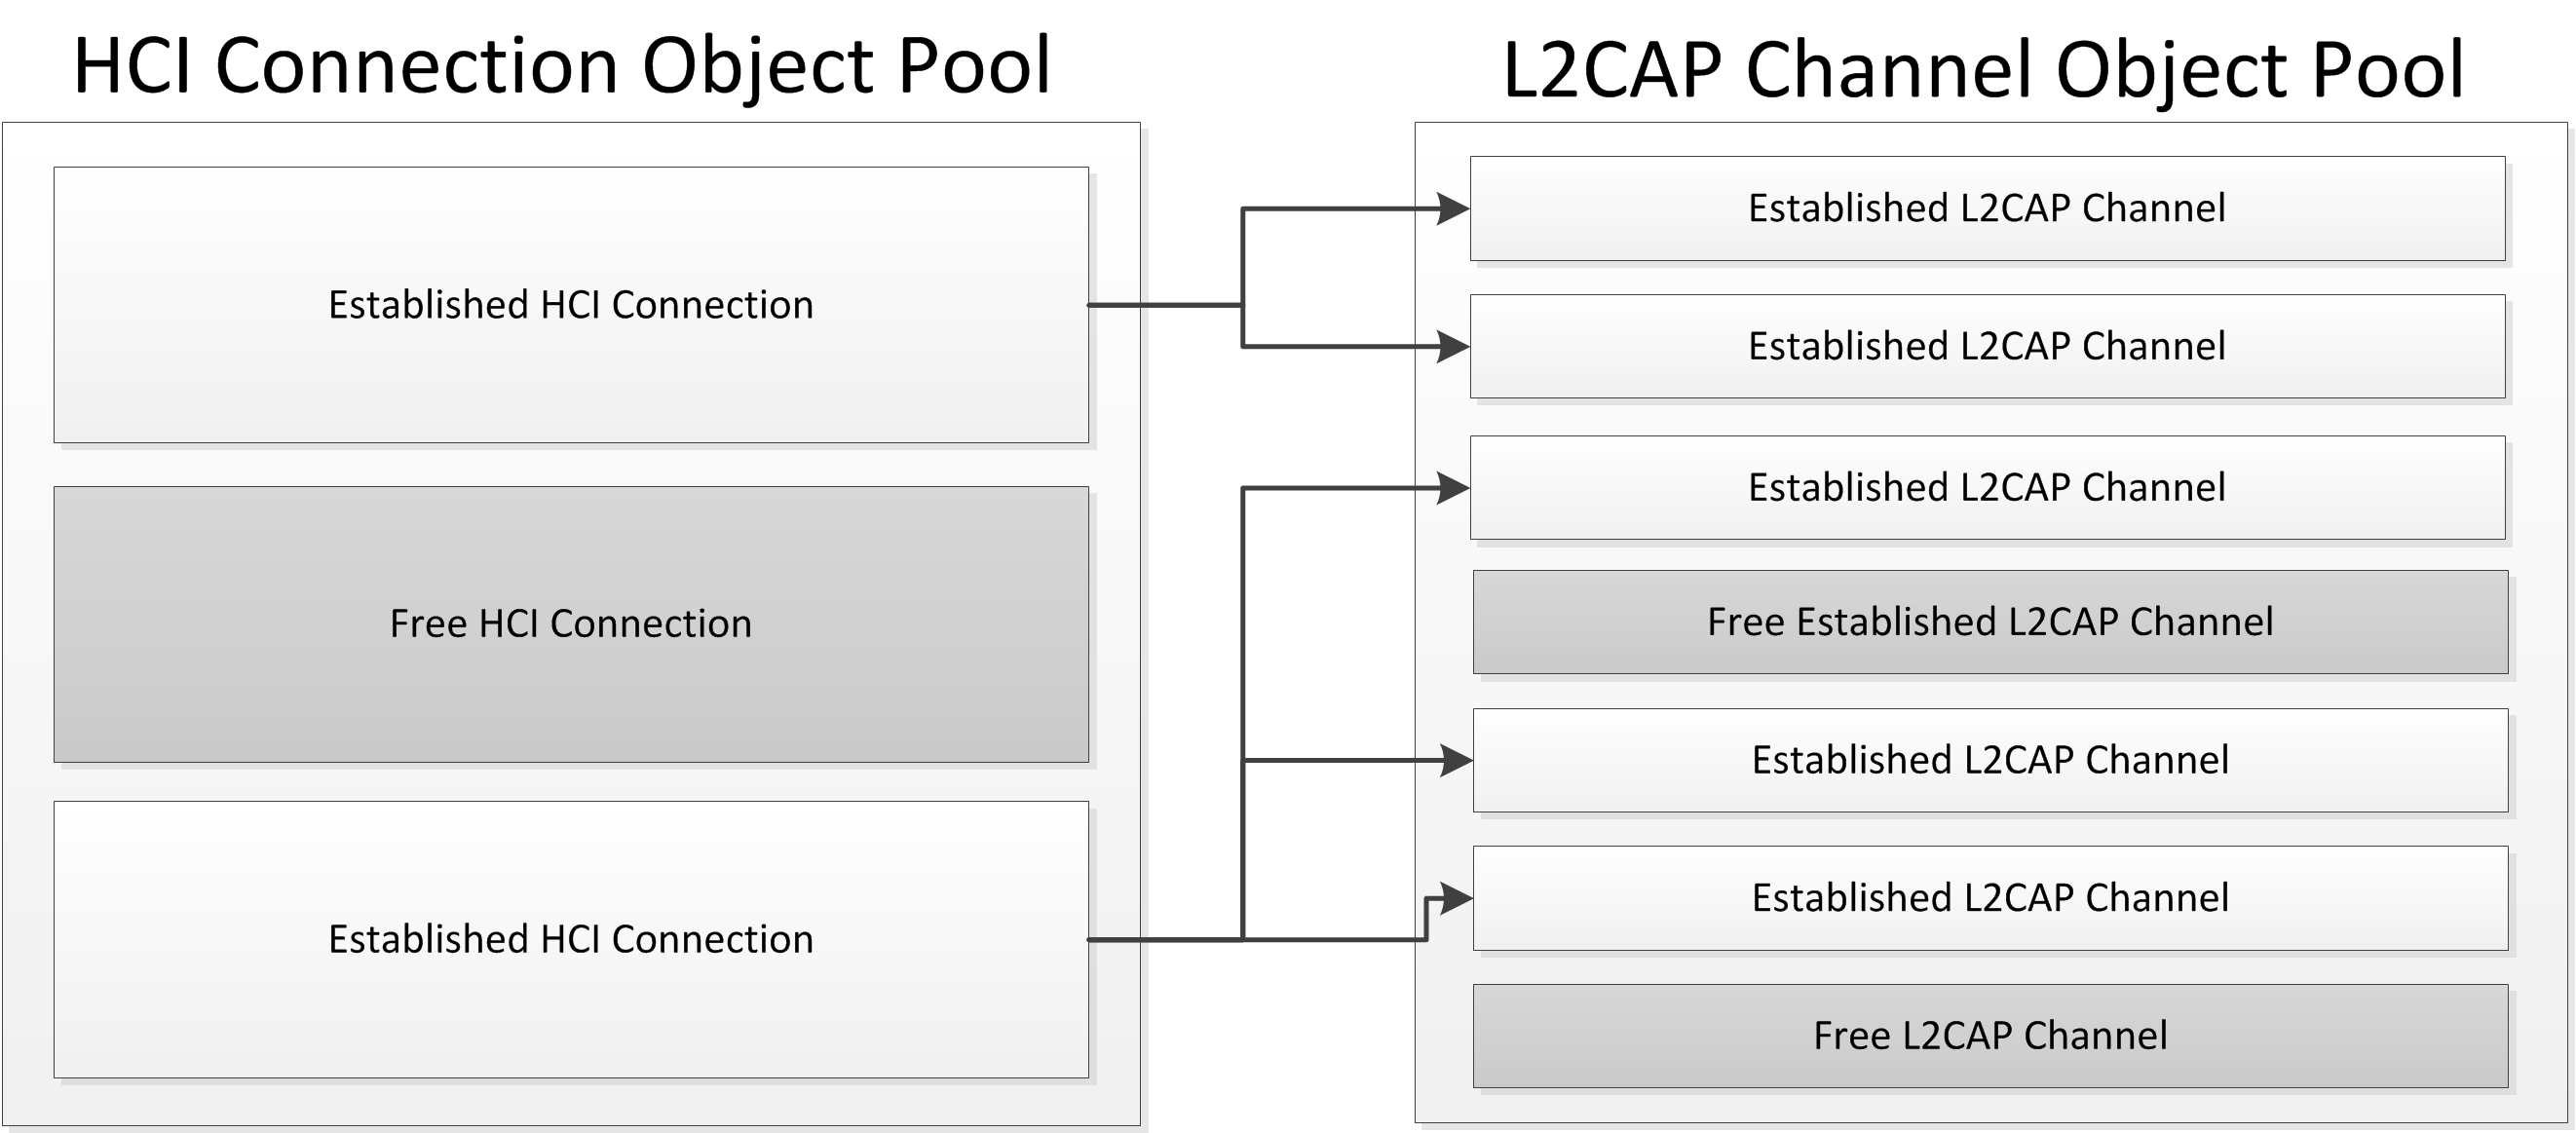 HCI Connection Object Pool
Established HCI Connection
Free HCI Connection
Established HCI Connection
L2CAP Channel Object Pool
Established L2CAP Channel
Established L2CAP Channel
Established L2CAP Channel
Free Established L2CAP Channel
Established L2CAP Channel
Established L2CAP Channel
Free L2CAP Channel